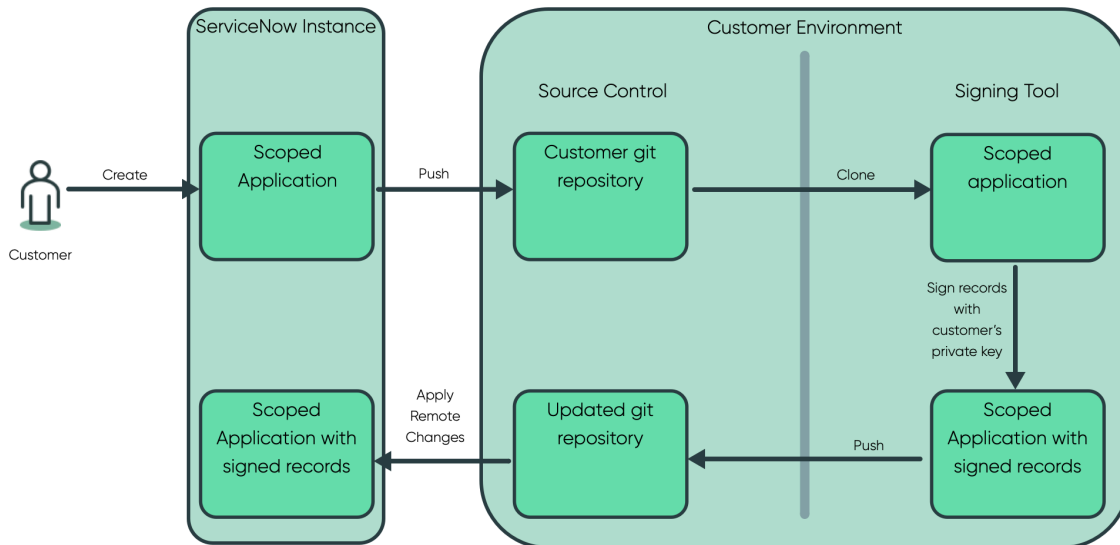 ServiceNow Instance
Customer Environment
Source Control
Signing Tool
Customer
Create
Scoped
Application
Push
Customer git
repository
Clone
Scoped
application
Sign records
with
customer’s
private key
Scoped
Application with
signed records
Push
Updated git
repository
Apply
Remote
Changes
Scoped
Application with
signed records